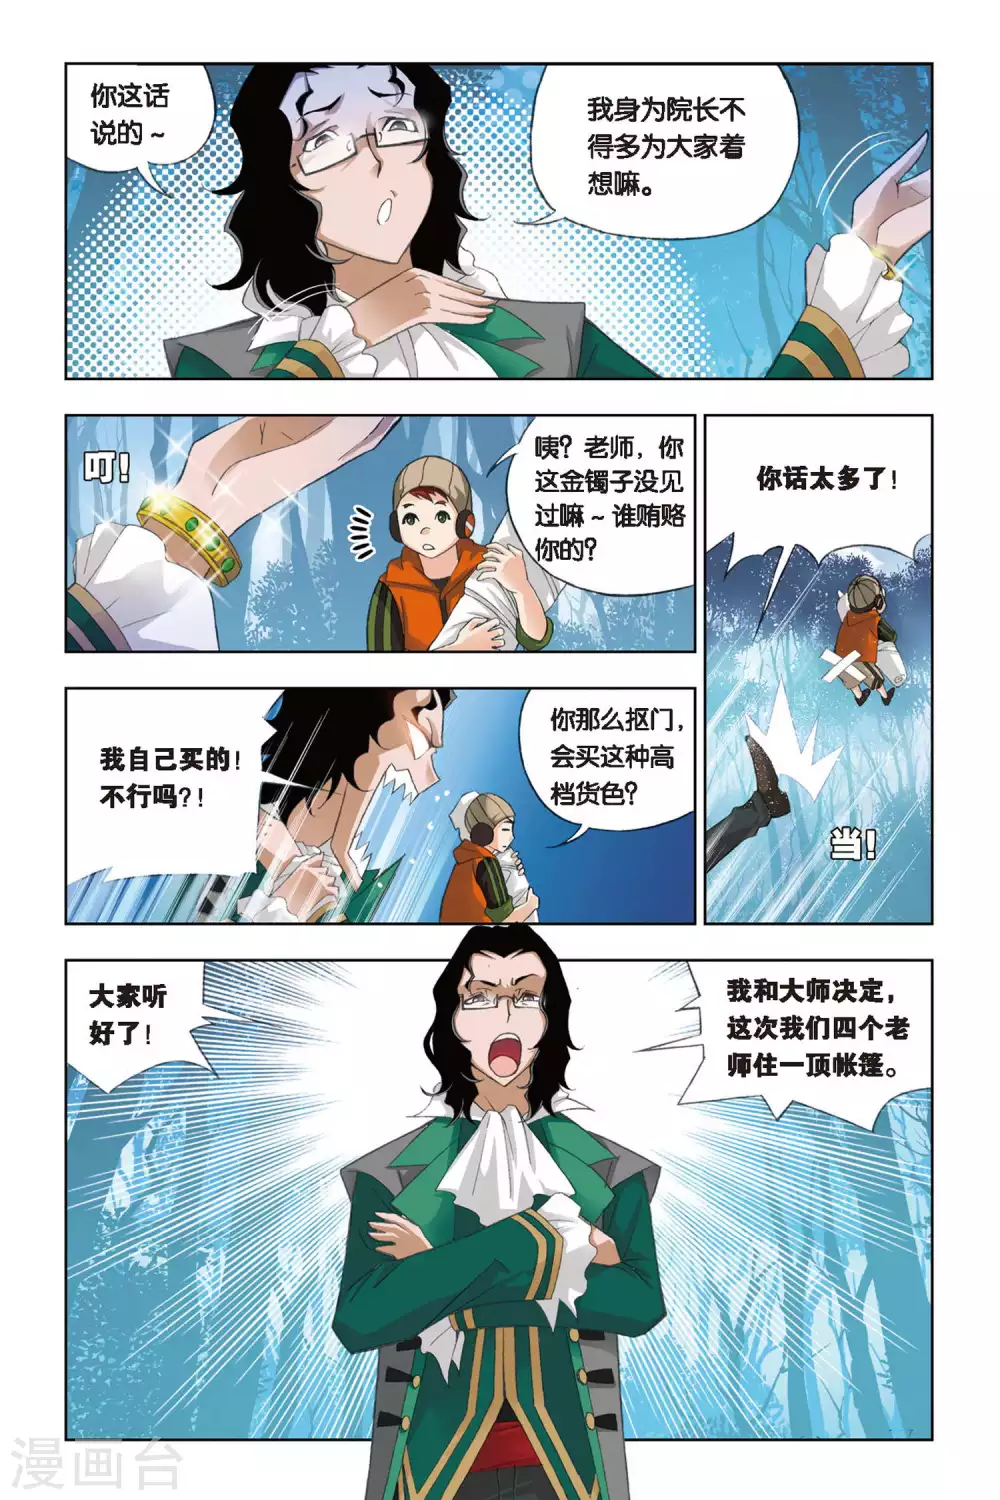 你这话
说的～
我身为院长不
得多为大家着
想嘛。
叮！
咦？老师，你
这金镯子没见
过嘛～谁贿赂
你的？
你话太多了！
当！
我自己买的！
不行吗？！
你那么抠门，
会买这种高
档货色？
大家听
好了！
我和大师决定，
这次我们四个老
师住一顶帐篷。
漫画台